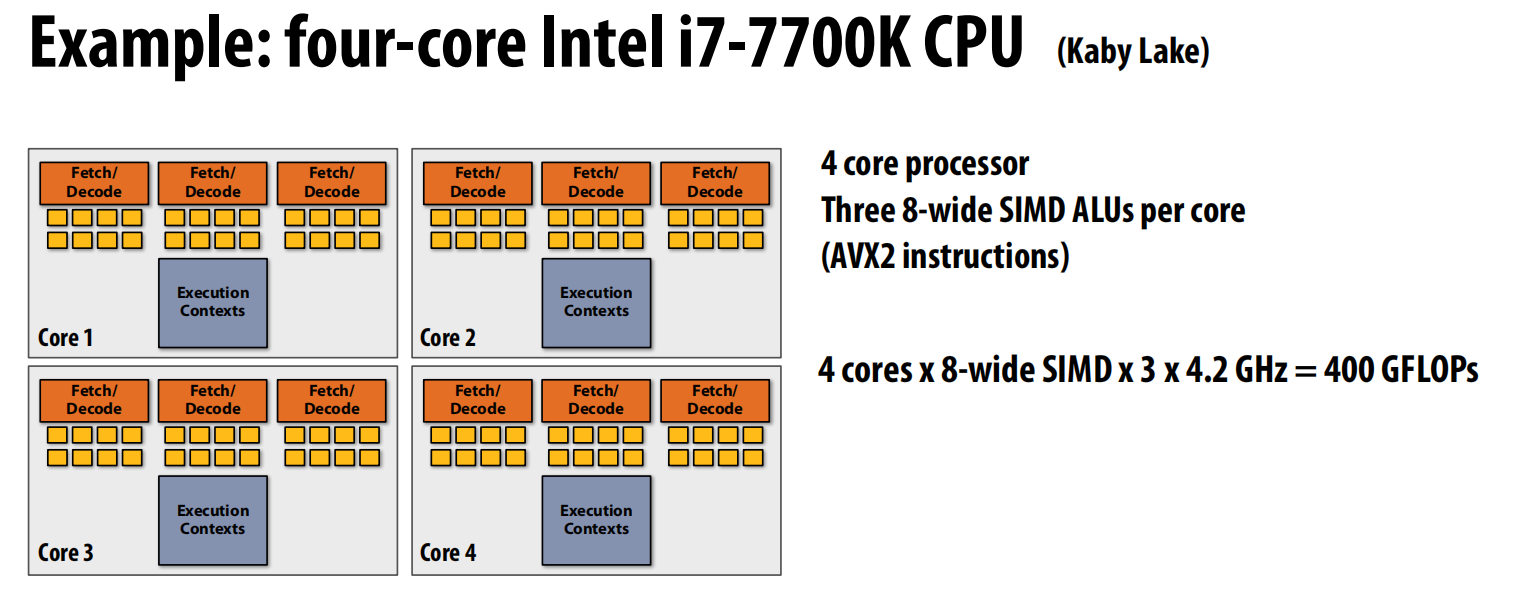 Example: four-core Intel i7-7700K CPU (Kaby Lake)
Fetch/
Decode
Fetch/
Decode
Fetch/
Decode
Execution
Contexts
Core 1
Fetch/
Decode
Fetch/
Decode
Fetch/
Decode
Execution
Contexts
Core 2
Fetch/
Decode
Fetch/
Decode
Fetch/
Decode
Execution
Contexts
Core 3
Fetch/
Decode
Fetch/
Decode
Fetch/
Decode
Execution
Contexts
Core 4
4 core processor
Three 8-wide SIMD ALUs per core
(AVX2 instructions)
4 cores x 8-wide SIMD x 3 x 4.2 GHz = 400 GFLOPs